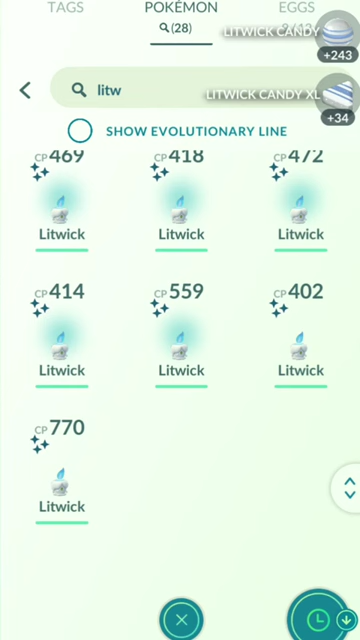 TAGS
POKÉMON
EGGS
(28)
LITWICK CANDY
+243
litw
LITWICK CANDY XL
+34
SHOW EVOLUTIONARY LINE
CP469
CP418
CP472
Litwick
Litwick
Litwick
CP414
CP559
CP402
Litwick
Litwick
Litwick
CP770
Litwick